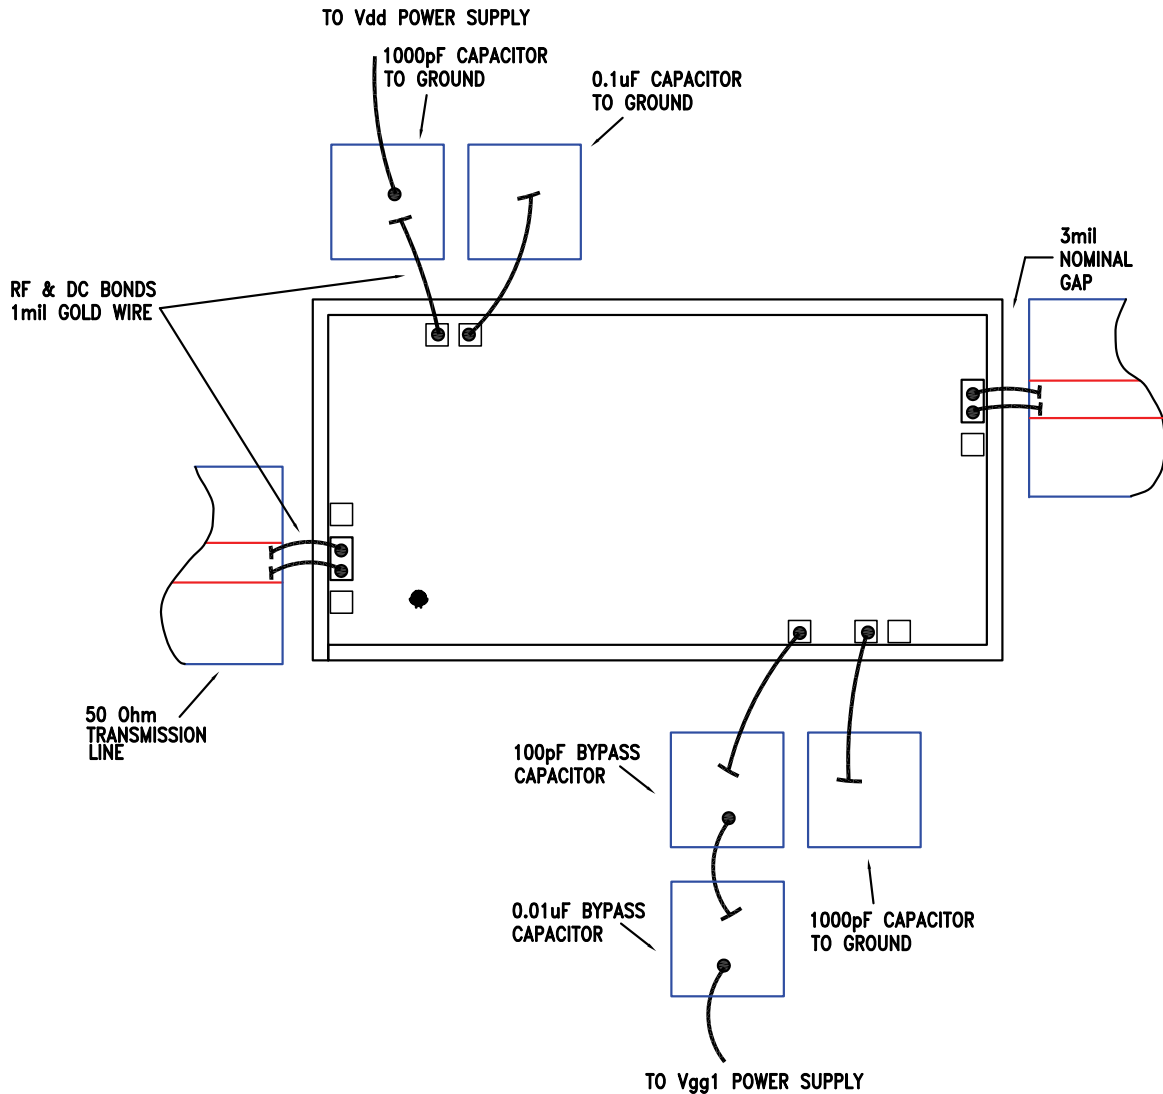 TO Vdd POWER SUPPLY
1000pF CAPACITOR
TO GROUND
0.1uF CAPACITOR
TO GROUND
3mil
NOMINAL
GAP
RF & DC BONDS
1mil GOLD WIRE
50 Ohm
TRANSMISSION
LINE
100pF BYPASS
CAPACITOR
0.01uF BYPASS
CAPACITOR
1000pF CAPACITOR
TO GROUND
TO Vgg1 POWER SUPPLY